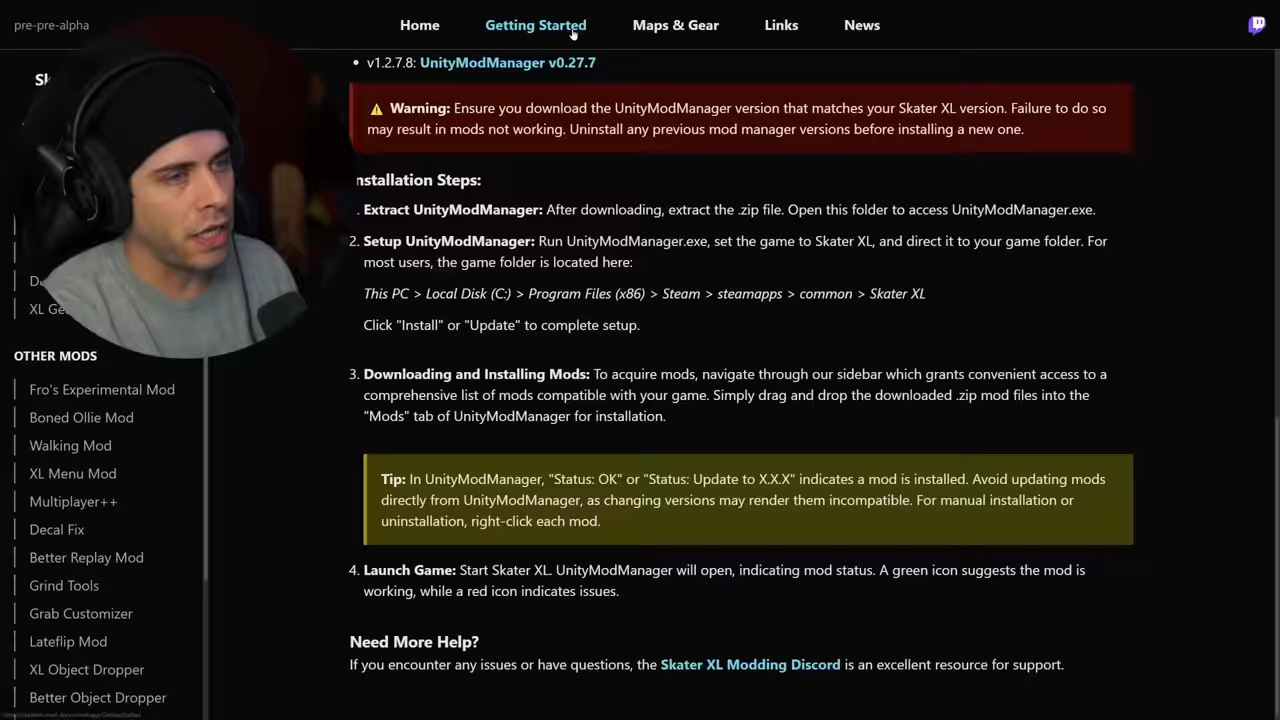 pre-pre-alpha
Home
Getting Started
Maps & Gear
Links
News
Sk
• v1.2.7.8: UnityModManager v0.27.7
⚠ Warning: Ensure you download the UnityModManager version that matches your Skater XL version. Failure to do so
may result in mods not working. Uninstall any previous mod manager versions before installing a new one.
nstallation Steps:
. Extract UnityModManager: After downloading, extract the .zip file. Open this folder to access UnityModManager.exe.
2. Setup UnityModManager: Run UnityModManager.exe, set the game to Skater XL, and direct it to your game folder. For
most users, the game folder is located here:
This PC > Local Disk (C:) > Program Files (x86) > Steam > steamapps > common > Skater XL
Click "Install" or "Update" to complete setup.
3. Downloading and Installing Mods: To acquire mods, navigate through our sidebar which grants convenient access to a
comprehensive list of mods compatible with your game. Simply drag and drop the downloaded .zip mod files into the
"Mods" tab of UnityModManager for installation.
Tip: In UnityModManager, "Status: OK" or "Status: Update to X.X.X" indicates a mod is installed. Avoid updating mods
directly from UnityModManager, as changing versions may render them incompatible. For manual installation or
uninstallation, right-click each mod.
4. Launch Game: Start Skater XL. UnityModManager will open, indicating mod status. A green icon suggests the mod is
working, while a red icon indicates issues.
Need More Help?
If you encounter any issues or have questions, the Skater XL Modding Discord is an excellent resource for support.
XL Ge
OTHER MODS
Fro's Experimental Mod
Boned Ollie Mod
Walking Mod
XL Menu Mod
Multiplayer++
Decal Fix
Better Replay Mod
Grind Tools
Grab Customizer
Lateflip Mod
XL Object Dropper
Better Object Dropper